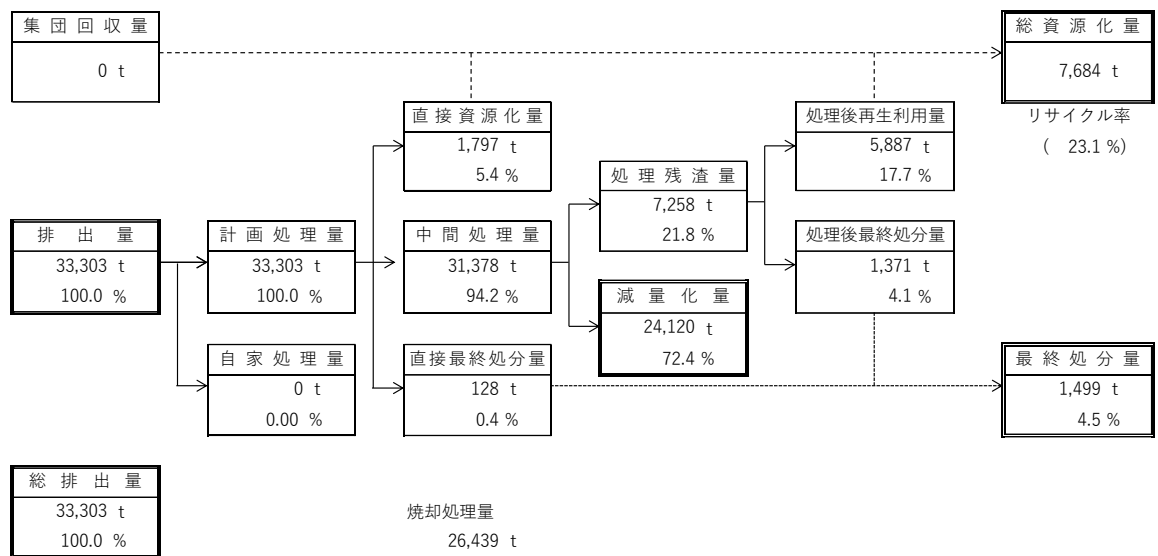 集団回収量
0 t
総資源化量
7,684 t
リサイクル率
( 23.1 %)
直接資源化量
1,797 t
5.4 %
処理後再生利用量
5,887 t
17.7 %
処理残渣量
7,258 t
21.8 %
排出量
33,303 t
100.0 %
計画処理量
33,303 t
100.0 %
中間処理量
31,378 t
94.2 %
処理後最終処分量
1,371 t
4.1 %
減量化量
24,120 t
72.4 %
自家処理量
0 t
0.00 %
直接最終処分量
128 t
0.4 %
最終処分量
1,499 t
4.5 %
総排出量
33,303 t
100.0 %
焼却処理量
26,439 t